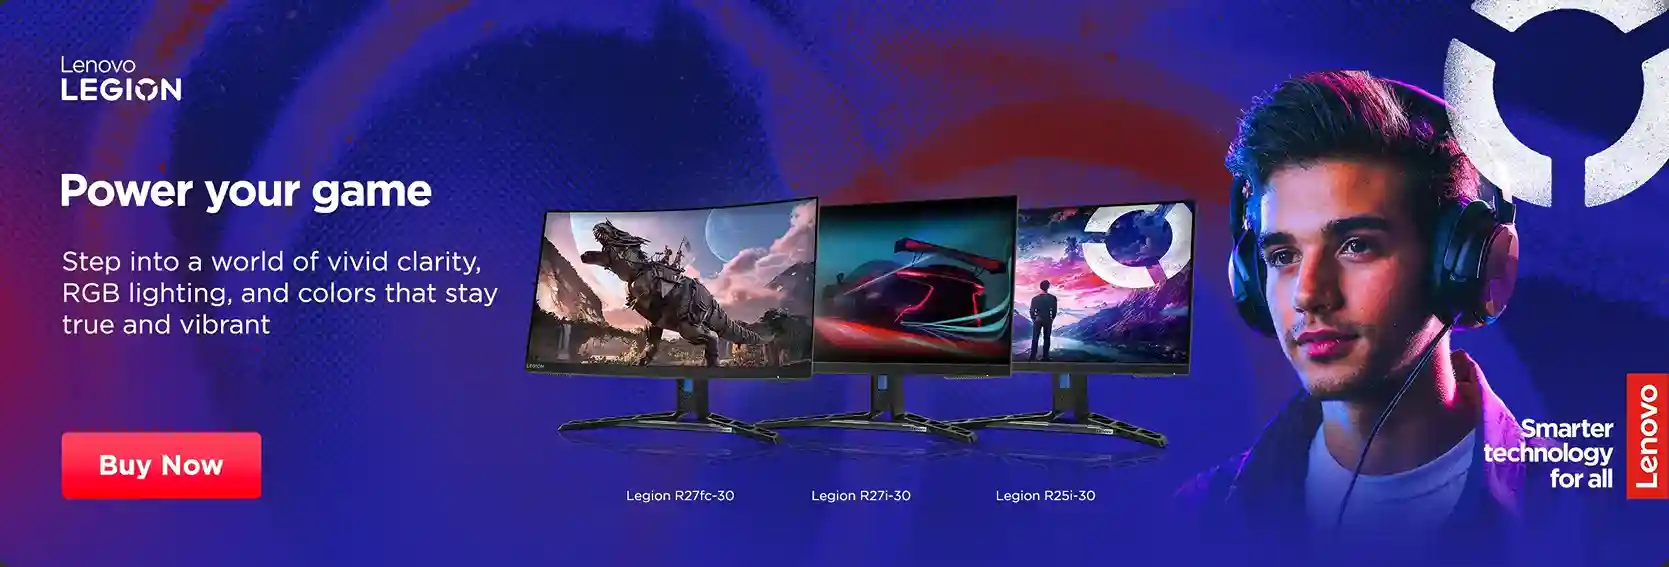 Lenovo
LEGION
Power your game
Step into a world of vivid clarity,
RGB lighting, and colors that stay
true and vibrant
Buy Now
LEGION
Legion R27fc-30
Legion R27i-30
Legion R25i-30
Smarter
technology
for all
Lenovo